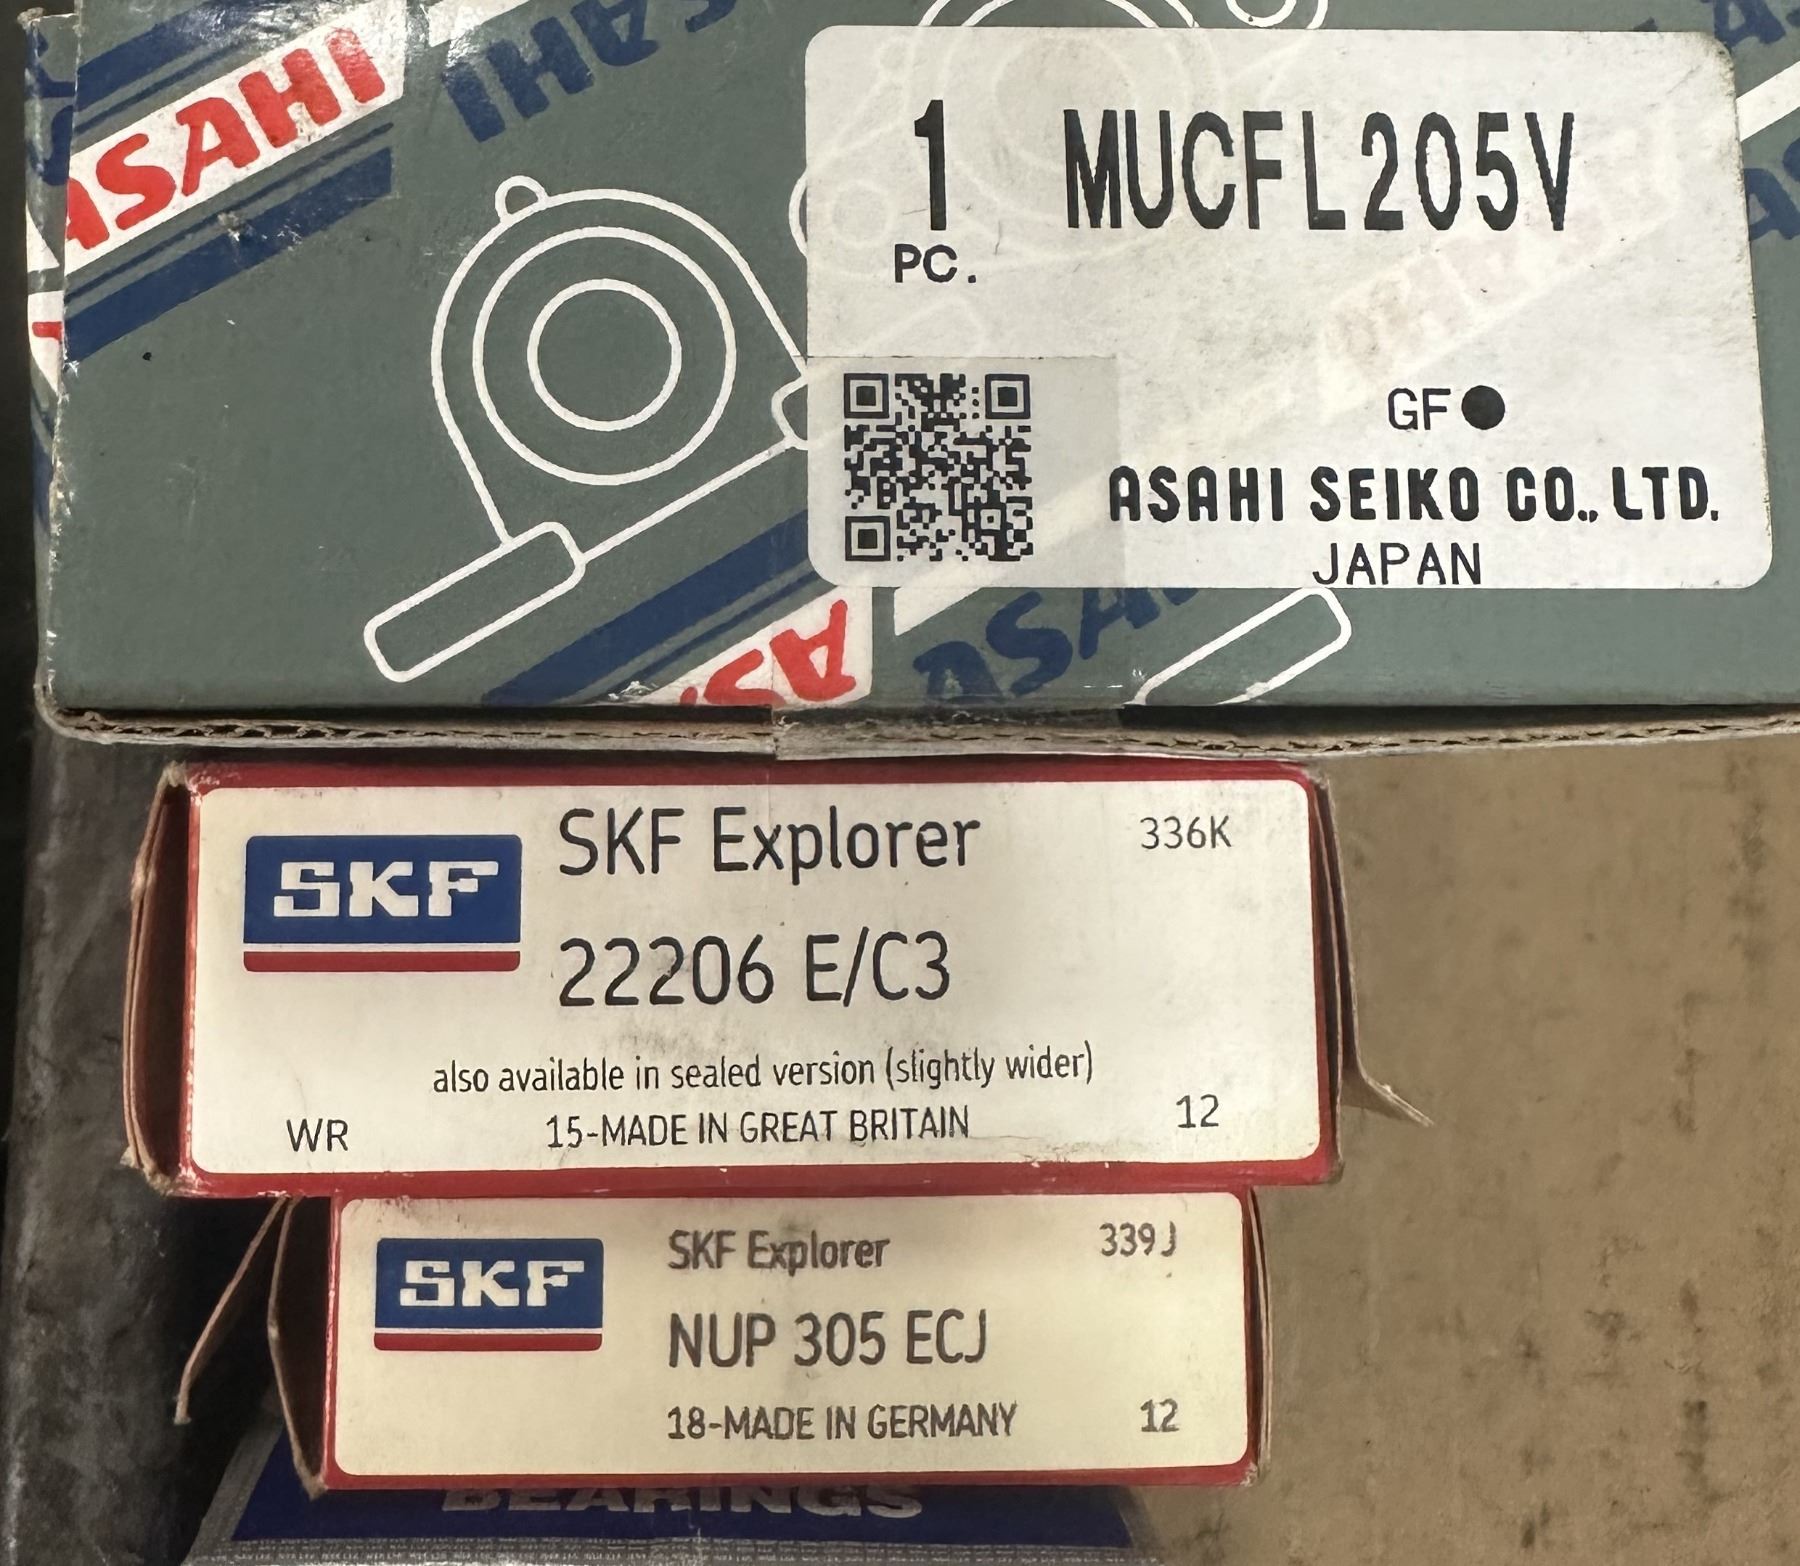 ASAHI
ASAHI
1 MUCFL205V
PC.
GF●
ASAHI SEIKO CO., LTD.
JAPAN
SKF
SKF Explorer
336K
22206 E/C3
also available in sealed version (slightly wider)
WR
15-MADE IN GREAT BRITAIN
12
SKF
SKF Explorer
339J
NUP 305 ECJ
18-MADE IN GERMANY
12
BEARINGS